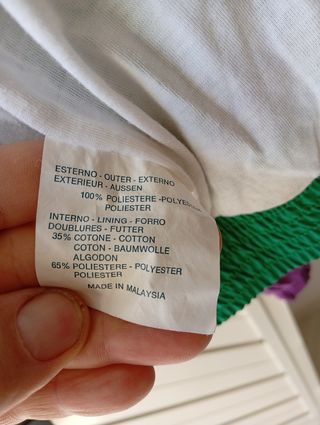 ESTERNO - OUTER - EXTERNO
EXTERIEUR - AUSSEN
100% POLIESTERE - POLYESTER
POLIESTER
INTERNO - LINING - FORRO
DOUBLURES - FUTTER
35% COTONE - COTTON
COTON - BAUMWOLLE
ALGODON
65% POLIESTERE - POLYESTER
POLIESTER
MADE IN MALAYSIA